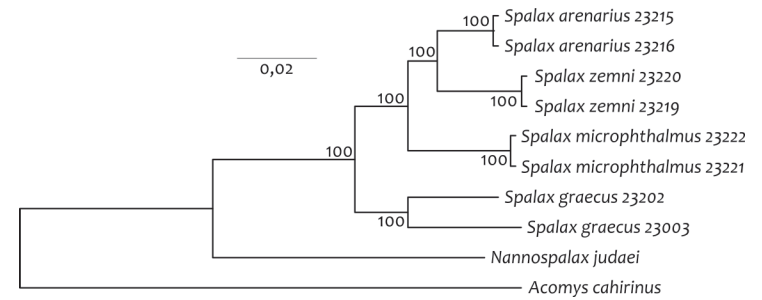 100 Spalax arenarius 23215
100 Spalax arenarius 23216
0,02
Spalax zemni 23220
100 100 Spalax zemni 23219
Spalax microphthalmus 23222
100 100 Spalax microphthalmus 23221
Spalax graecus 23202
100 Spalax graecus 23003
Nannospalax judaei
Acomys cahirinus